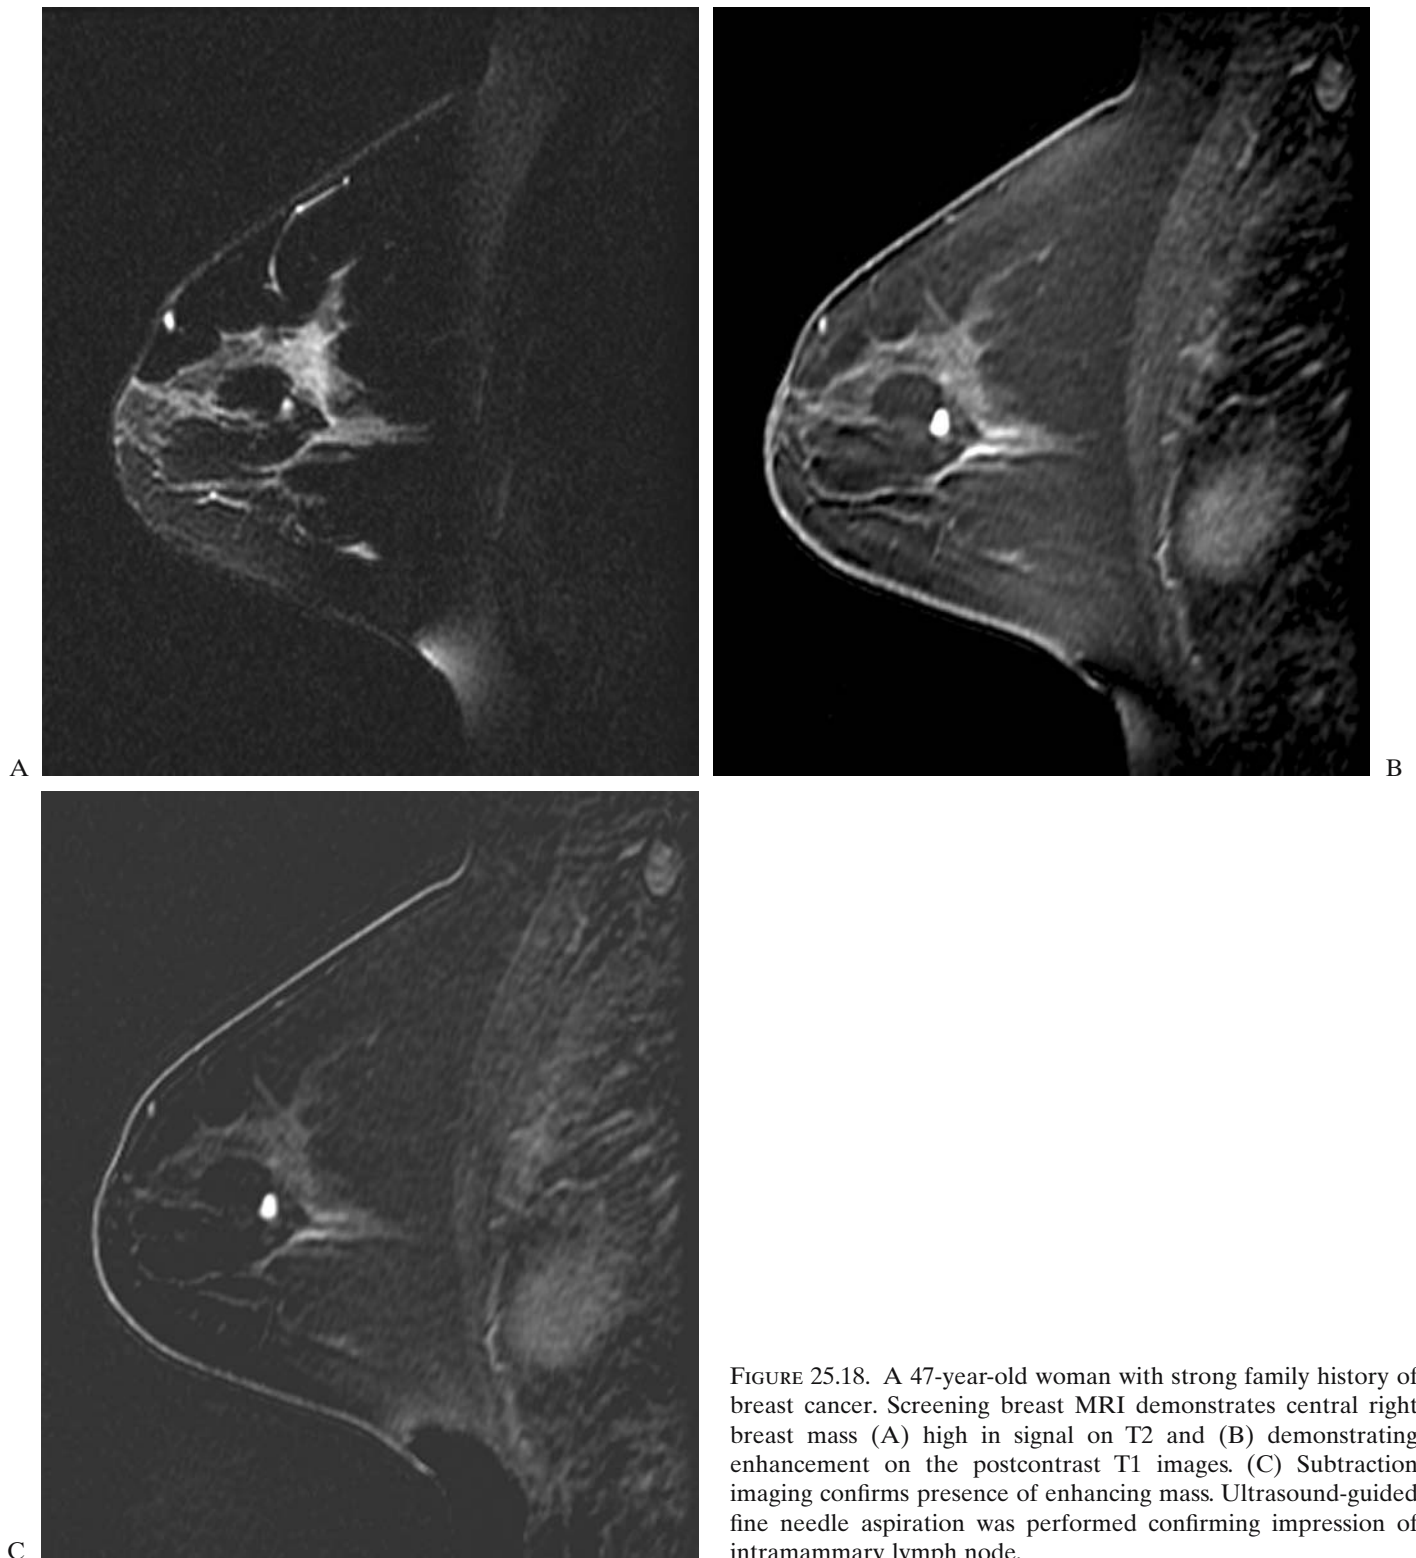 A
B
C
FIGURE 25.18. A 47-year-old woman with strong family history of
breast cancer. Screening breast MRI demonstrates central right
breast mass (A) high in signal on T2 and (B) demonstrating
enhancement on the postcontrast T1 images. (C) Subtraction
imaging confirms presence of enhancing mass. Ultrasound-guided
fine needle aspiration was performed confirming impression of
intramammary lymph node.